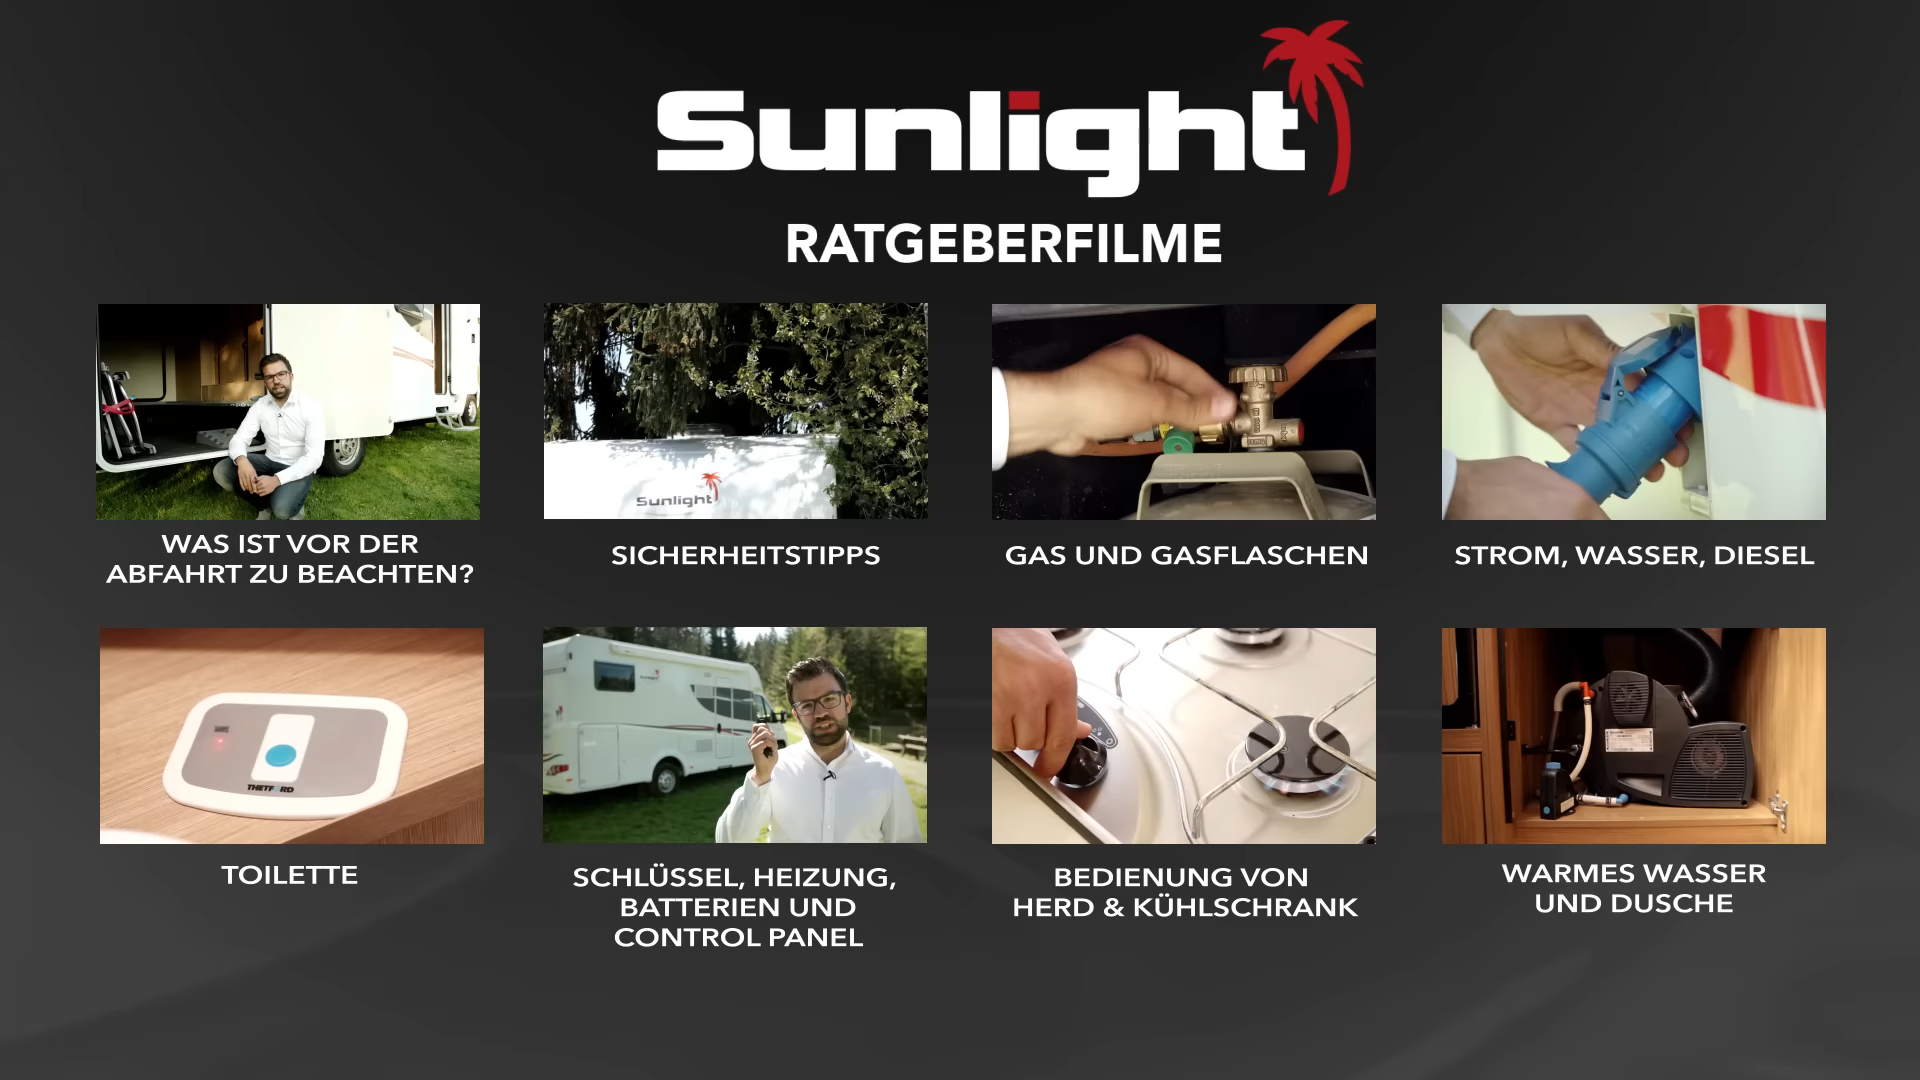 Sunlight
RATGEBERFILME
Sunlight
WAS IST VOR DER
ABFAHRT ZU BEACHTEN?
SICHERHEITSTIPPS
GAS UND GASFLASCHEN
STROM, WASSER, DIESEL
THETFORD
TOILETTE
SCHLÜSSEL, HEIZUNG,
BATTERIEN UND
CONTROL PANEL
BEDIENUNG VON
HERD & KÜHLSCHRANK
WARMES WASSER
UND DUSCHE